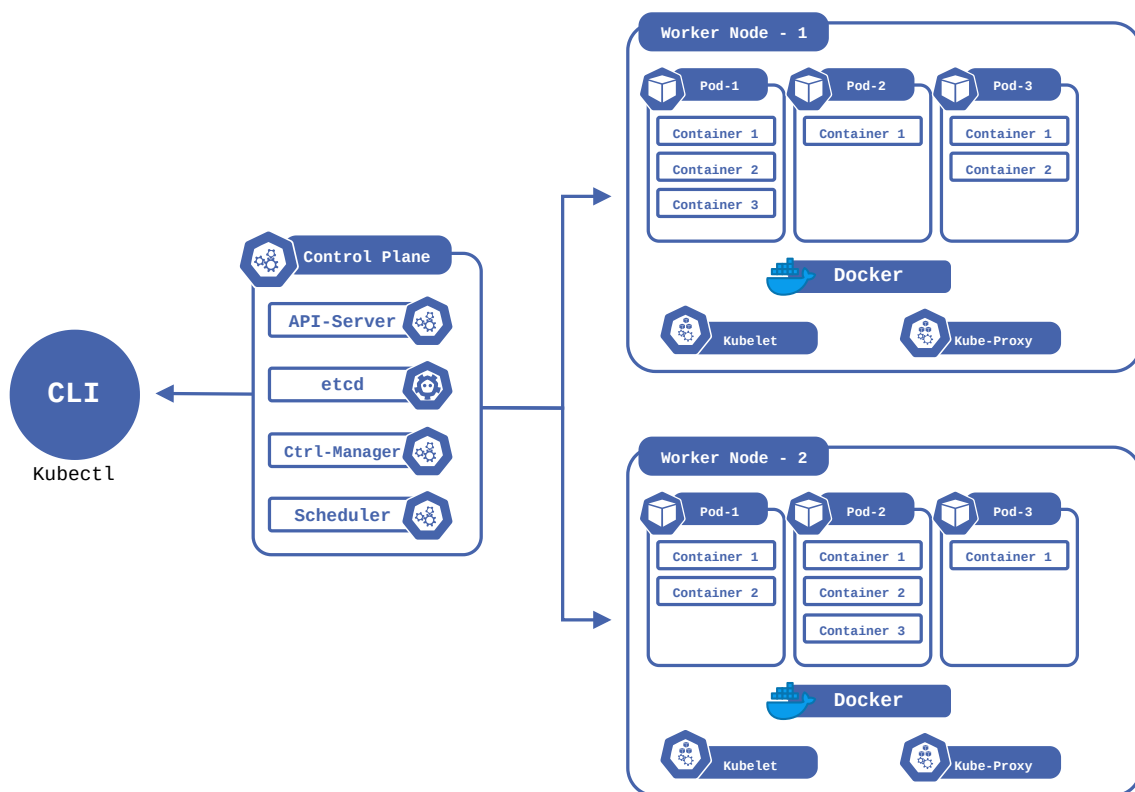 CLI
Kubectl
Control Plane
API-Server
etcd
Ctrl-Manager
Scheduler
Worker Node - 1
Pod-1
Container 1
Container 2
Container 3
Pod-2
Container 1
Pod-3
Container 1
Container 2
Docker
Kubelet
Kube-Proxy
Worker Node - 2
Pod-1
Container 1
Container 2
Pod-2
Container 1
Container 2
Container 3
Pod-3
Container 1
Docker
Kubelet
Kube-Proxy